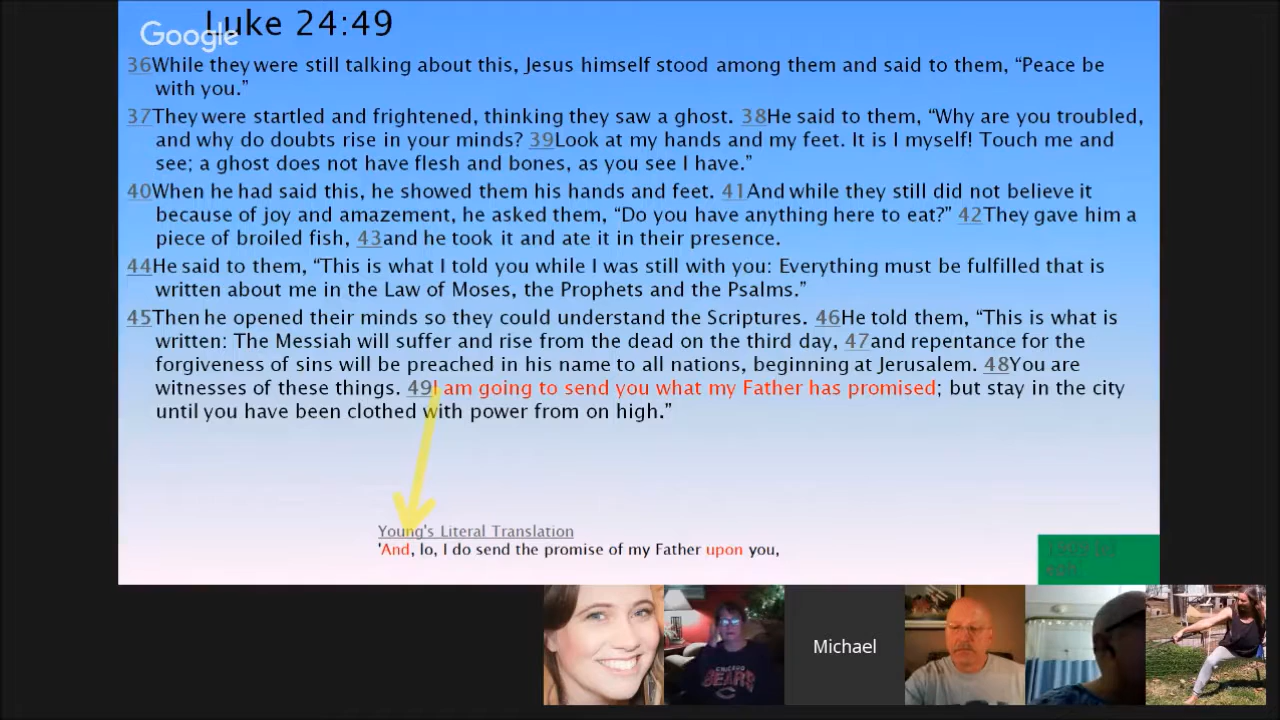 Luke 24:49
Google
36While they were still talking about this, Jesus himself stood among them and said to them, “Peace be
with you.”
37They were startled and frightened, thinking they saw a ghost. 38He said to them, “Why are you troubled,
and why do doubts rise in your minds? 39Look at my hands and my feet. It is I myself! Touch me and
see; a ghost does not have flesh and bones, as you see I have.”
40When he had said this, he showed them his hands and feet. 41And while they still did not believe it
because of joy and amazement, he asked them, “Do you have anything here to eat?” 42They gave him a
piece of broiled fish, 43and he took it and ate it in their presence.
44He said to them, “This is what I told you while I was still with you: Everything must be fulfilled that is
written about me in the Law of Moses, the Prophets and the Psalms.”
45Then he opened their minds so they could understand the Scriptures. 46He told them, “This is what is
written: The Messiah will suffer and rise from the dead on the third day, 47and repentance for the
forgiveness of sins will be preached in his name to all nations, beginning at Jerusalem. 48You are
witnesses of these things. 49I am going to send you what my Father has promised; but stay in the city
until you have been clothed with power from on high.”
Young's Literal Translation
'And, lo, I do send the promise of my Father upon you,
Michael
CHICAGO
BEARS